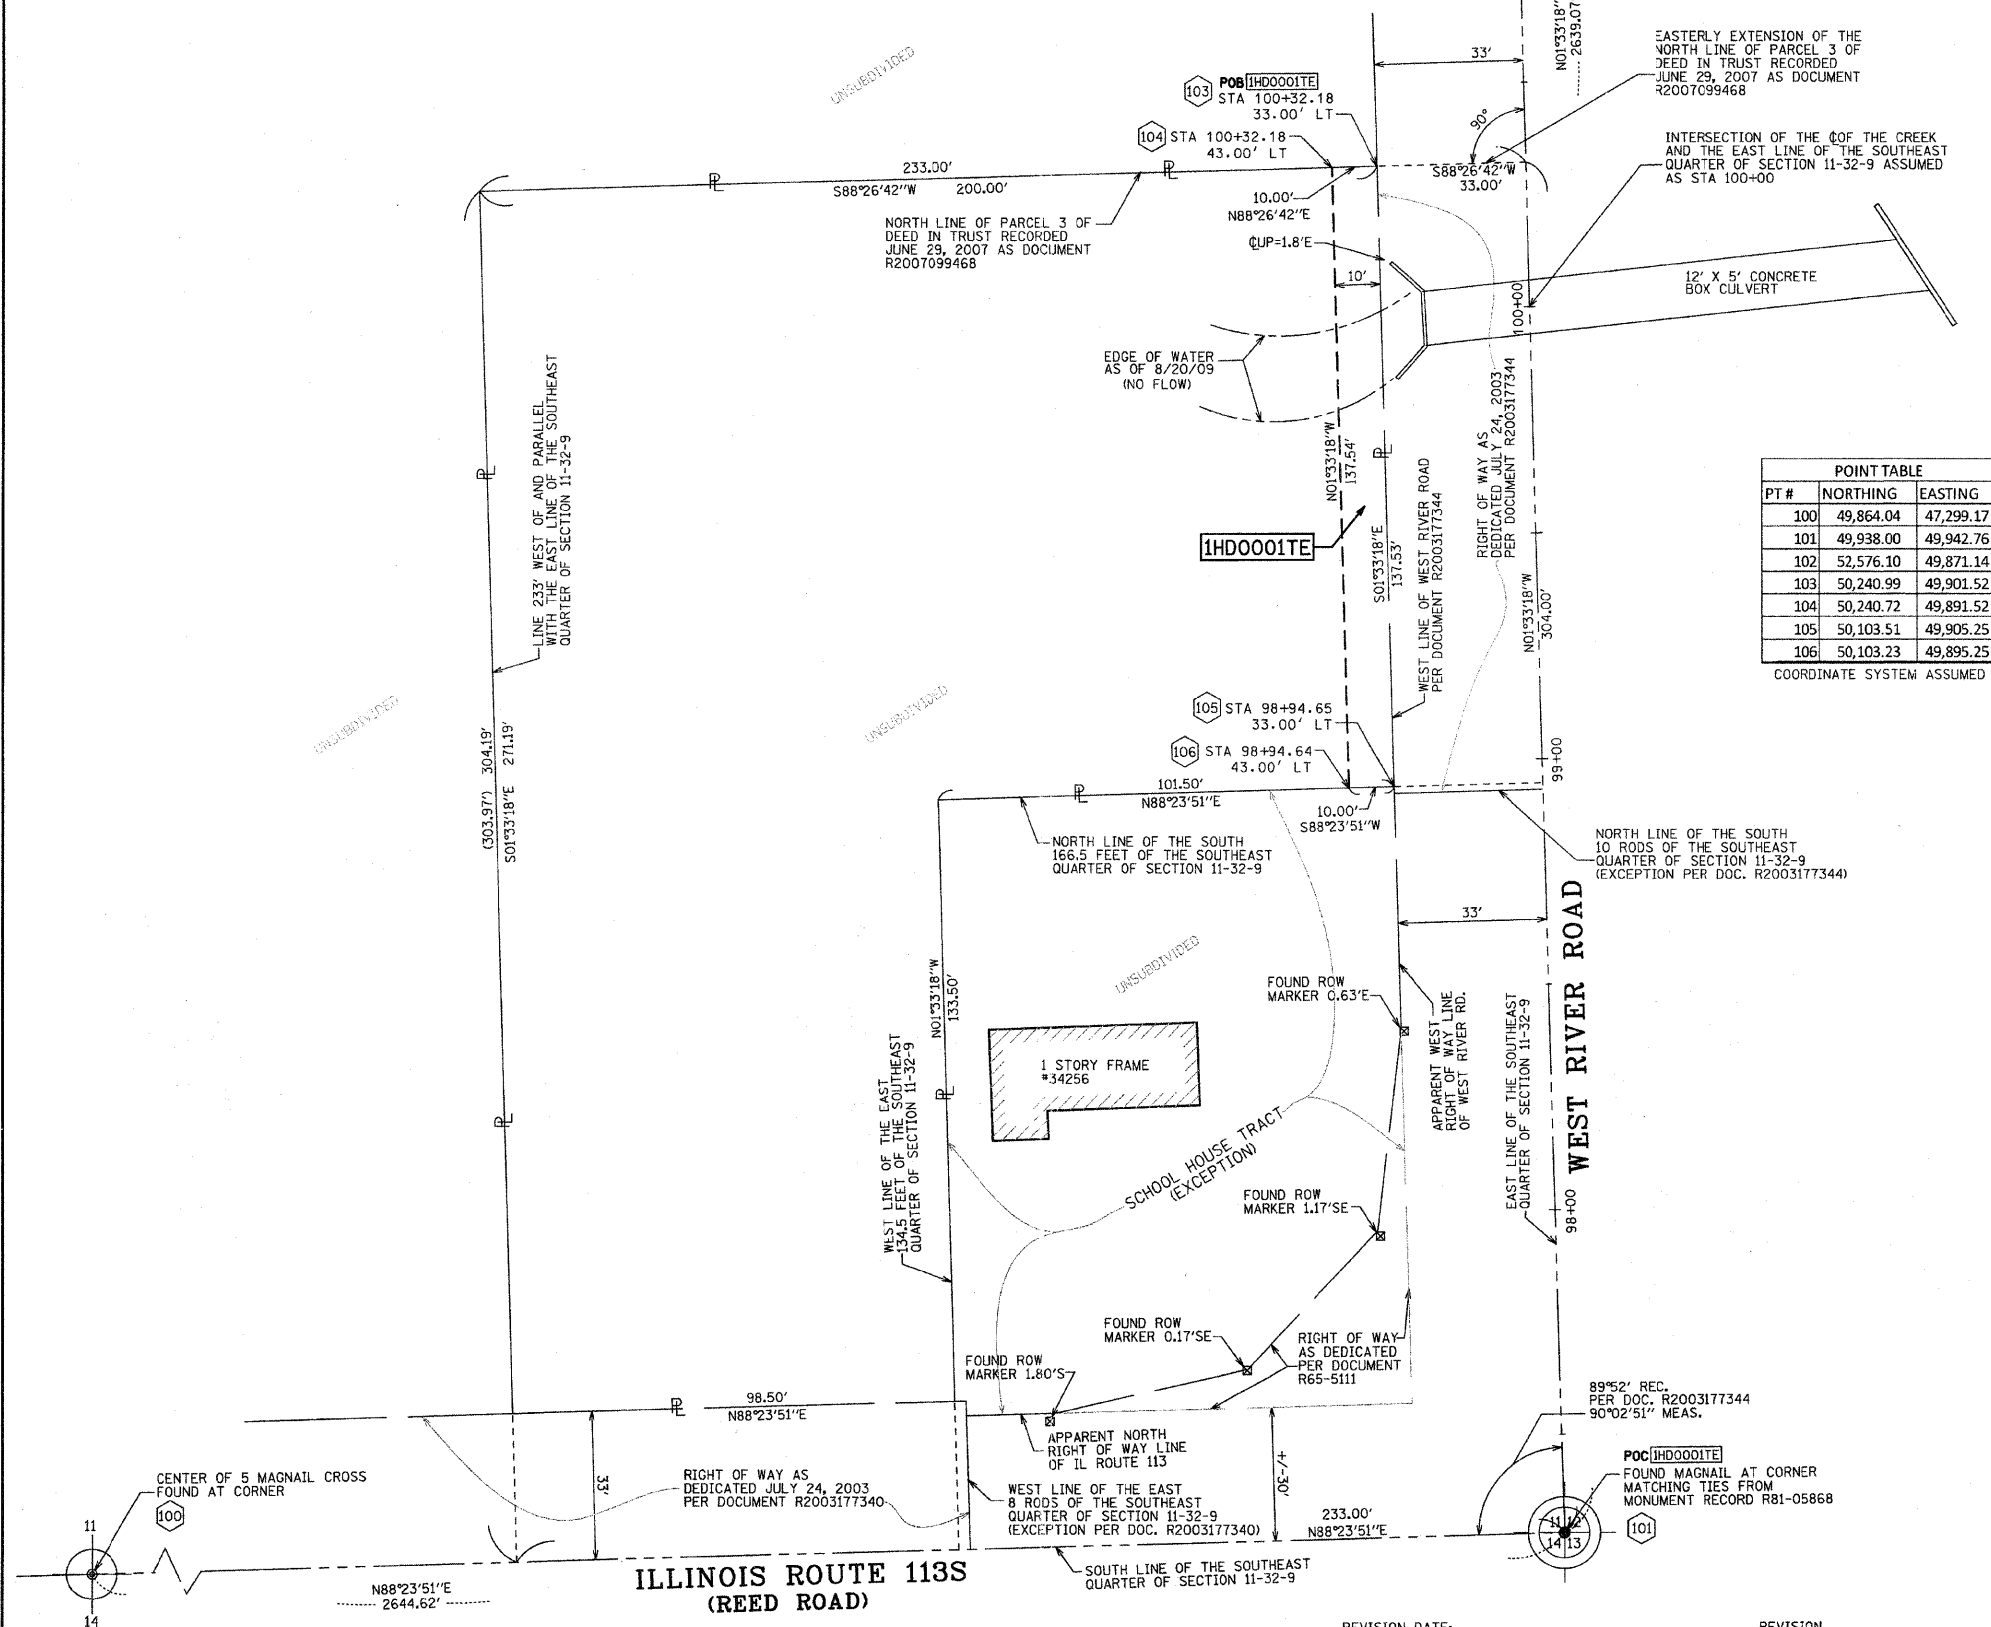 UNSUBDIVIDED
N01°33'18"
2639.07
33'
EASTERLY EXTENSION OF THE
NORTH LINE OF PARCEL 3 OF
DEED IN TRUST RECORDED
JUNE 29, 2007 AS DOCUMENT
R2007099468
103 POB 1HD0001TE
STA 100+32.18
33.00' LT
104 STA 100+32.18
43.00' LT
90°
INTERSECTION OF THE ℄ OF THE CREEK
AND THE EAST LINE OF THE SOUTHEAST
QUARTER OF SECTION 11-32-9 ASSUMED
AS STA 100+00
233.00'
S88°26'42"W 200.00'
S88°26'42"W
33.00'
10.00'
N88°26'42"E
NORTH LINE OF PARCEL 3 OF
DEED IN TRUST RECORDED
JUNE 29, 2007 AS DOCUMENT
R2007099468
℄UP=1.8'E
10'
12' X 5' CONCRETE
BOX CULVERT
100+00
EDGE OF WATER
AS OF 8/20/09
(NO FLOW)
LINE 233' WEST OF AND PARALLEL
WITH THE EAST LINE OF THE SOUTHEAST
QUARTER OF SECTION 11-32-9
N01°33'18"W
137.54'
RIGHT OF WAY AS
DEDICATED JULY 24, 2003
PER DOCUMENT R2003177344
1HD0001TE
S01°33'18"E
137.53'
WEST LINE OF WEST RIVER ROAD
PER DOCUMENT R2003177344
N01°33'18"W
304.00'
POINT TABLE
PT # NORTHING EASTING
100 49,864.04 47,299.17
101 49,938.00 49,942.76
102 52,576.10 49,871.14
103 50,240.99 49,901.52
104 50,240.72 49,891.52
105 50,103.51 49,905.25
106 50,103.23 49,895.25
COORDINATE SYSTEM ASSUMED
UNSUBDIVIDED
UNSUBDIVIDED
(303.97') 304.19'
S01°33'18"E 271.19'
105 STA 98+94.65
33.00' LT
106 STA 98+94.64
43.00' LT
99+00
101.50'
N88°23'51"E
10.00'
S88°23'51"W
NORTH LINE OF THE SOUTH
166.5 FEET OF THE SOUTHEAST
QUARTER OF SECTION 11-32-9
NORTH LINE OF THE SOUTH
10 RODS OF THE SOUTHEAST
QUARTER OF SECTION 11-32-9
(EXCEPTION PER DOC. R2003177344)
33'
WEST RIVER ROAD
UNSUBDIVIDED
N01°33'18"W
133.50'
FOUND ROW
MARKER 0.63'E
APPARENT WEST
RIGHT OF WAY LINE
OF WEST RIVER RD.
EAST LINE OF THE SOUTHEAST
QUARTER OF SECTION 11-32-9
1 STORY FRAME
#34256
WEST LINE OF THE EAST
134.5 FEET OF THE SOUTHEAST
QUARTER OF SECTION 11-32-9
SCHOOL HOUSE TRACT
(EXCEPTION)
FOUND ROW
MARKER 1.17'SE
98+00
FOUND ROW
MARKER 0.17'SE
RIGHT OF WAY
AS DEDICATED
PER DOCUMENT
R65-5111
FOUND ROW
MARKER 1.80'S
98.50'
N88°23'51"E
89°52' REC.
PER DOC. R2003177344
90°02'51" MEAS.
APPARENT NORTH
RIGHT OF WAY LINE
OF IL ROUTE 113
+/-30'
POC 1HD0001TE
FOUND MAGNAIL AT CORNER
MATCHING TIES FROM
MONUMENT RECORD R81-05868
101
11 12
14 13
CENTER OF 5 MAGNAIL CROSS
FOUND AT CORNER
100
33'
RIGHT OF WAY AS
DEDICATED JULY 24, 2003
PER DOCUMENT R2003177340
WEST LINE OF THE EAST
8 RODS OF THE SOUTHEAST
QUARTER OF SECTION 11-32-9
(EXCEPTION PER DOC. R2003177340)
233.00'
N88°23'51"E
11
14
N88°23'51"E
2644.62'
ILLINOIS ROUTE 113S
(REED ROAD)
SOUTH LINE OF THE SOUTHEAST
QUARTER OF SECTION 11-32-9
REVISION DATE:
REVISION